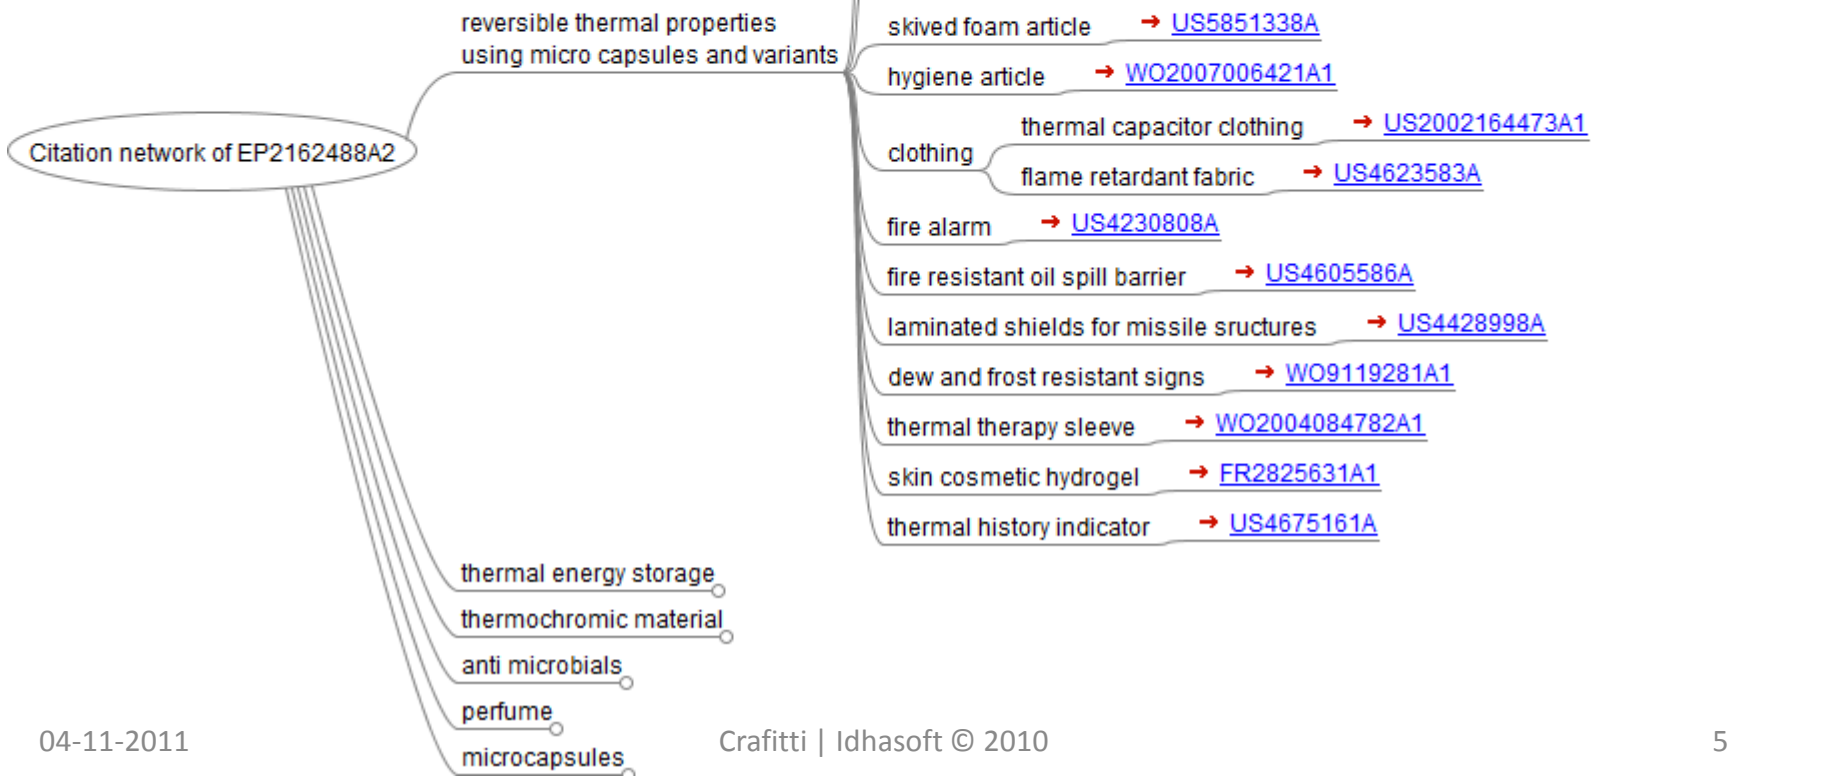 reversible thermal properties
using micro capsules and variants
skived foam article → US5851338A
hygiene article → WO2007006421A1
Citation network of EP2162488A2
clothing
thermal capacitor clothing → US2002164473A1
flame retardant fabric → US4623583A
fire alarm → US4230808A
fire resistant oil spill barrier → US4605586A
laminated shields for missile sructures → US4428998A
dew and frost resistant signs → WO9119281A1
thermal therapy sleeve → WO2004084782A1
skin cosmetic hydrogel → FR2825631A1
thermal history indicator → US4675161A
thermal energy storage
thermochromic material
anti microbials
perfume
microcapsules
04-11-2011 Crafitti | Idhasoft © 2010 5